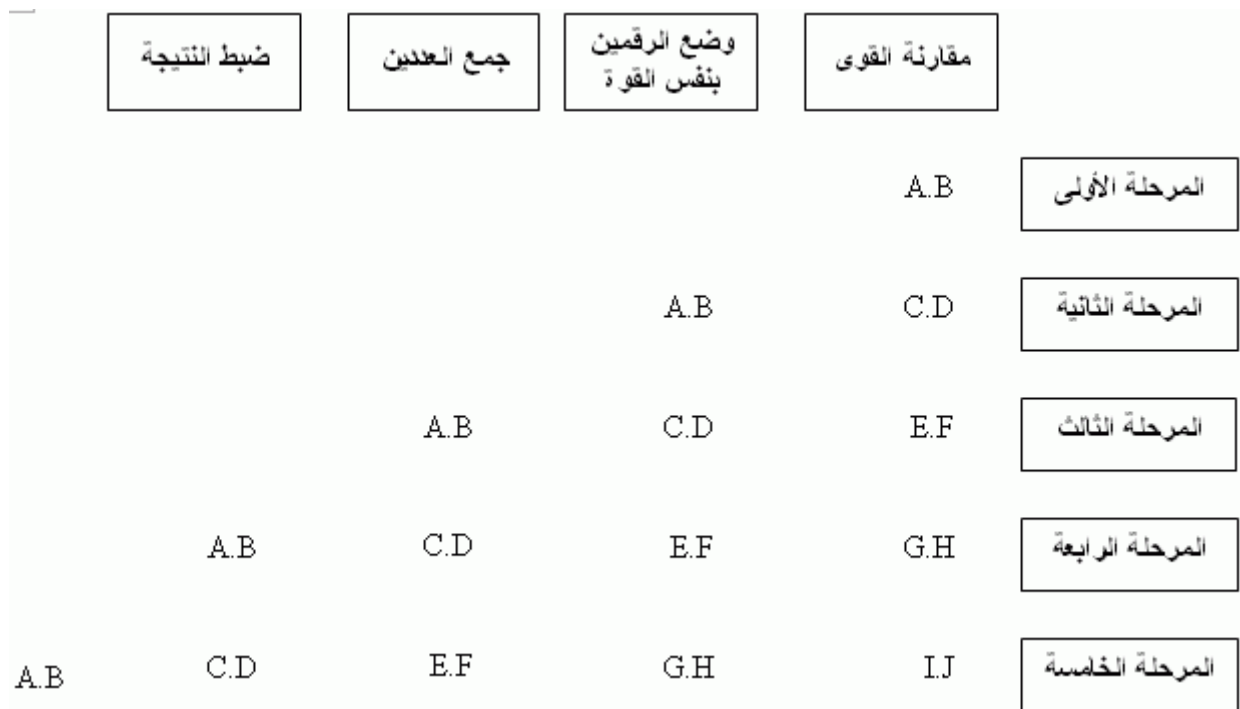 مقارنة القوى
وضع الرقمين
بنفس القوة
جمع العددين
ضبط النتيجة
المرحلة الأولى
A.B
المرحلة الثانية
C.D
A.B
المرحلة الثالث
E.F
C.D
A.B
المرحلة الرابعة
G.H
E.F
C.D
A.B
المرحلة الخامسة
I.J
G.H
E.F
C.D
A.B